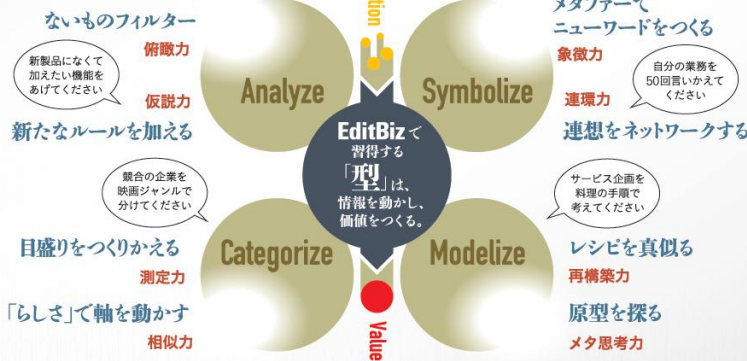 ないものフィルター
俯瞰力
新製品になくて
加えたい機能を
あげてください
仮説力
新たなルールを加える
Analyze
tion
Symbolize
メタファーで
ニューワードをつくる
象徴力
自分の業務を
50回言いかえて
ください
連環力
連想をネットワークする
EditBizで
習得する
「型」は、
情報を動かし、
価値をつくる。
競合の企業を
映画ジャンルで
分けてください
目盛りをつくりかえる
測定力
「らしさ」で軸を動かす
相似力
Categorize
Value
Modelize
サービス企画を
料理の手順で
考えてください
レシピを真似る
再構築力
原型を探る
メタ思考力